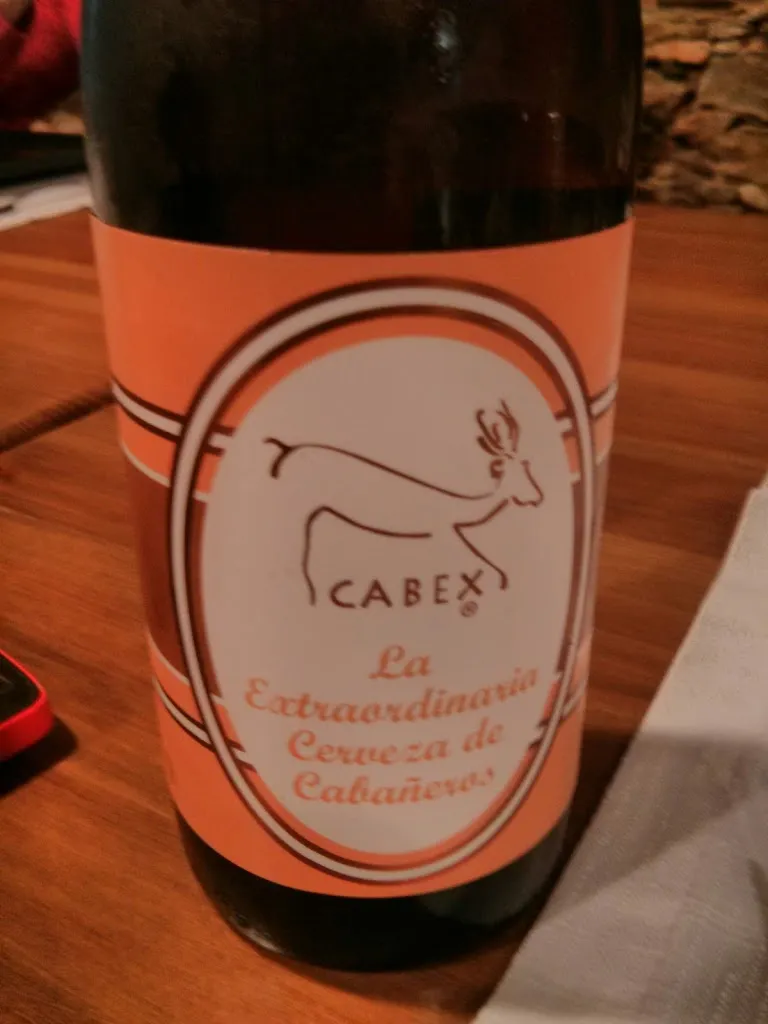 CABEX®
La
Extraordinaria
Cerveza de
Cabañeros